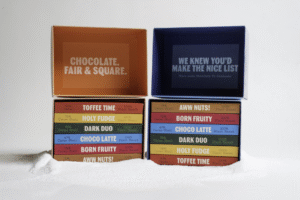 CHOCOLATE.
FAIR & SQUARE.
WE KNEW YOU'D
MAKE THE NICE LIST
TOFFEE TIME
HOLY FUDGE
DARK DUO
CHOCO LATTE
BORN FRUITY
AWW NUTS!
AWW NUTS!
BORN FRUITY
CHOCO LATTE
DARK DUO
HOLY FUDGE
TOFFEE TIME